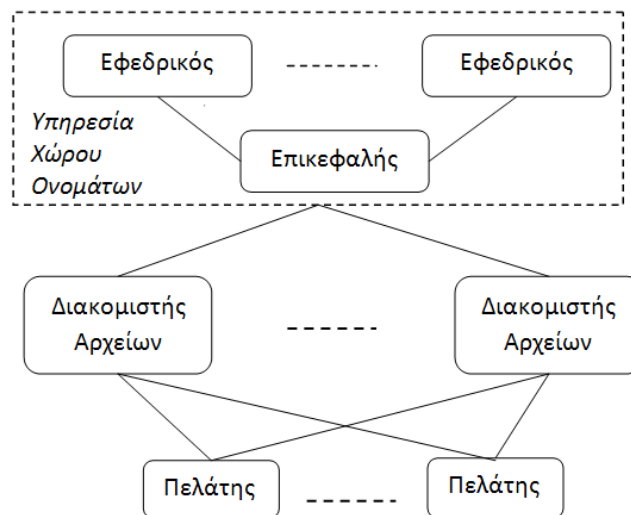 Εφεδρικός
Εφεδρικός
Υπηρεσία
Χώρου
Ονομάτων
Επικεφαλής
Διακομιστής
Αρχείων
Διακομιστής
Αρχείων
Πελάτης
Πελάτης